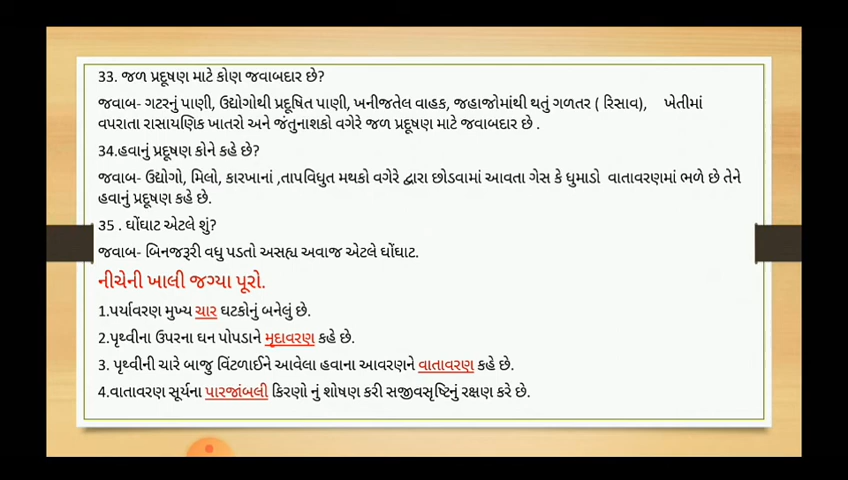 33. જળ પ્રદૂષણ માટે કોણ જવાબદાર છે?
જવાબ- ગટરનું પાણી, ઉદ્યોગોથી પ્રદૂષિત પાણી, ખનીજતેલ વાહક, જહાજોમાંથી થતું ગળતર ( રિસાવ), ખેતીમાં
વપરાતા રાસાયણિક ખાતરો અને જંતુનાશકો વગેરે જળ પ્રદૂષણ માટે જવાબદાર છે .
34.હવાનું પ્રદૂષણ કોને કહે છે?
જવાબ- ઉદ્યોગો, મિલો, કારખાનાં ,તાપવિધુત મથકો વગેરે દ્વારા છોડવામાં આવતા ગેસ કે ધુમાડો વાતાવરણમાં ભળે છે તેને
હવાનું પ્રદૂષણ કહે છે.
35 . ઘોંઘાટ એટલે શું?
જવાબ- બિનજરૂરી વધુ પડતો અસહ્ય અવાજ એટલે ઘોંઘાટ.
નીચેની ખાલી જગ્યા પૂરો.
1.પર્યાવરણ મુખ્ય ચાર ઘટકોનું બનેલું છે.
2.પૃથ્વીના ઉપરના ઘન પોપડાને મૃદાવરણ કહે છે.
3. પૃથ્વીની ચારે બાજુ વિંટળાઈને આવેલા હવાના આવરણને વાતાવરણ કહે છે.
4.વાતાવરણ સૂર્યના પારજાંબલી કિરણો નું શોષણ કરી સજીવસૃષ્ટિનું રક્ષણ કરે છે.